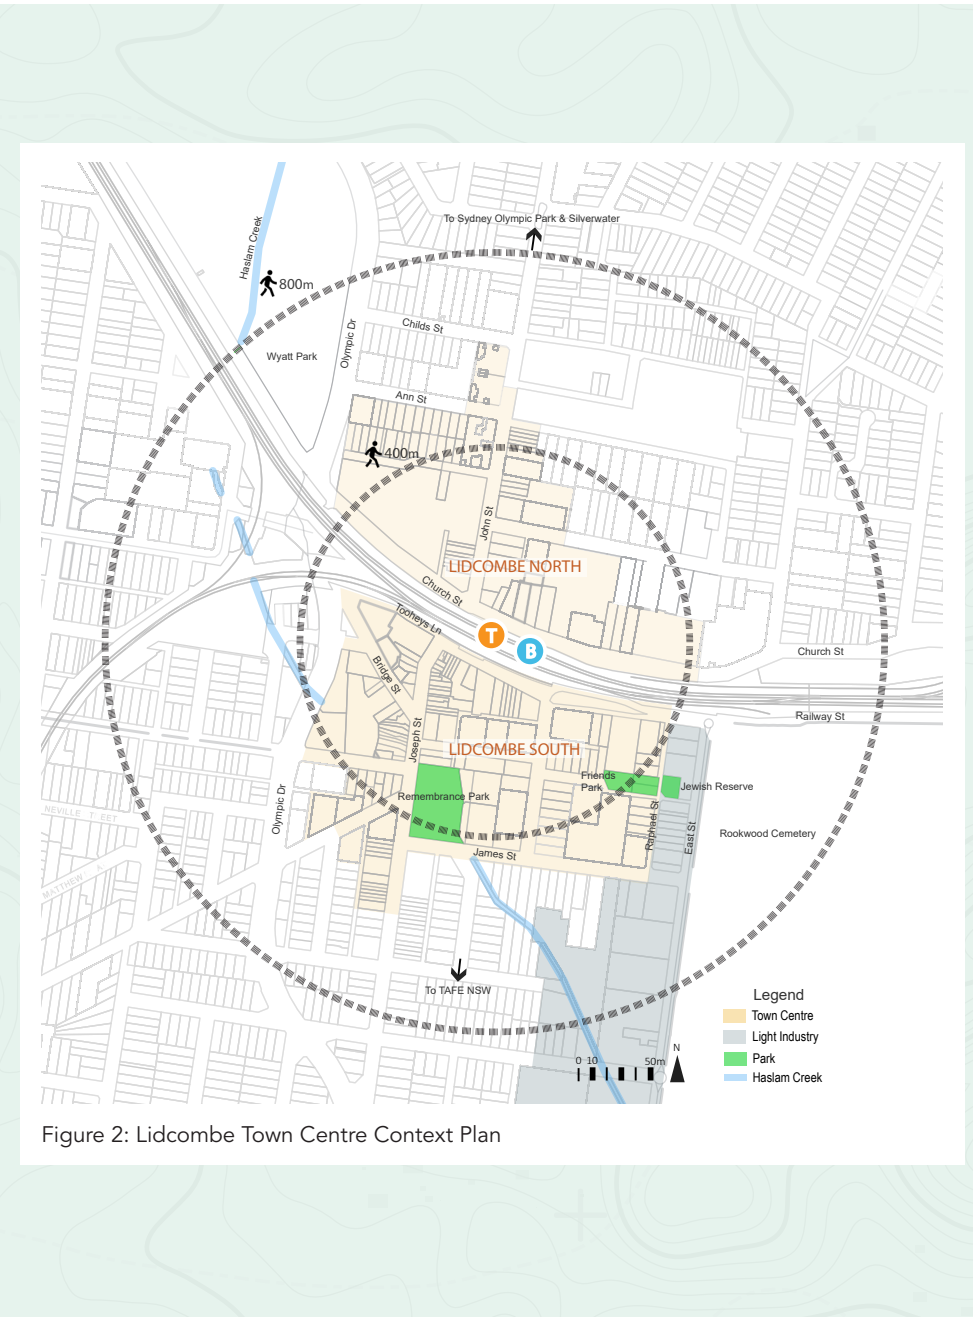 To Sydney Olympic Park & Silverwater
Haslam Creek
800m
Childs St
Olympic Dr
Wyatt Park
Ann St
400m
John St
LIDCOMBE NORTH
Church St
Tooheys Ln
T
B
Church St
Bridge St
Railway St
Joseph St
LIDCOMBE SOUTH
Friends
Park
Jewish Reserve
Remembrance Park
Olympic Dr
Raphael St
East St
Rookwood Cemetery
NEVILLE T EET
James St
MATTHEW
To TAFE NSW
Legend
Town Centre
Light Industry
Park
Haslam Creek
0 10 50m
N
Figure 2: Lidcombe Town Centre Context Plan